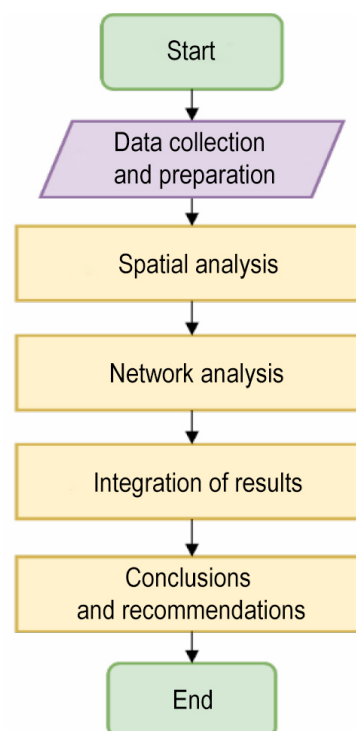 Start
Data collection
and preparation
Spatial analysis
Network analysis
Integration of results
Conclusions
and recommendations
End